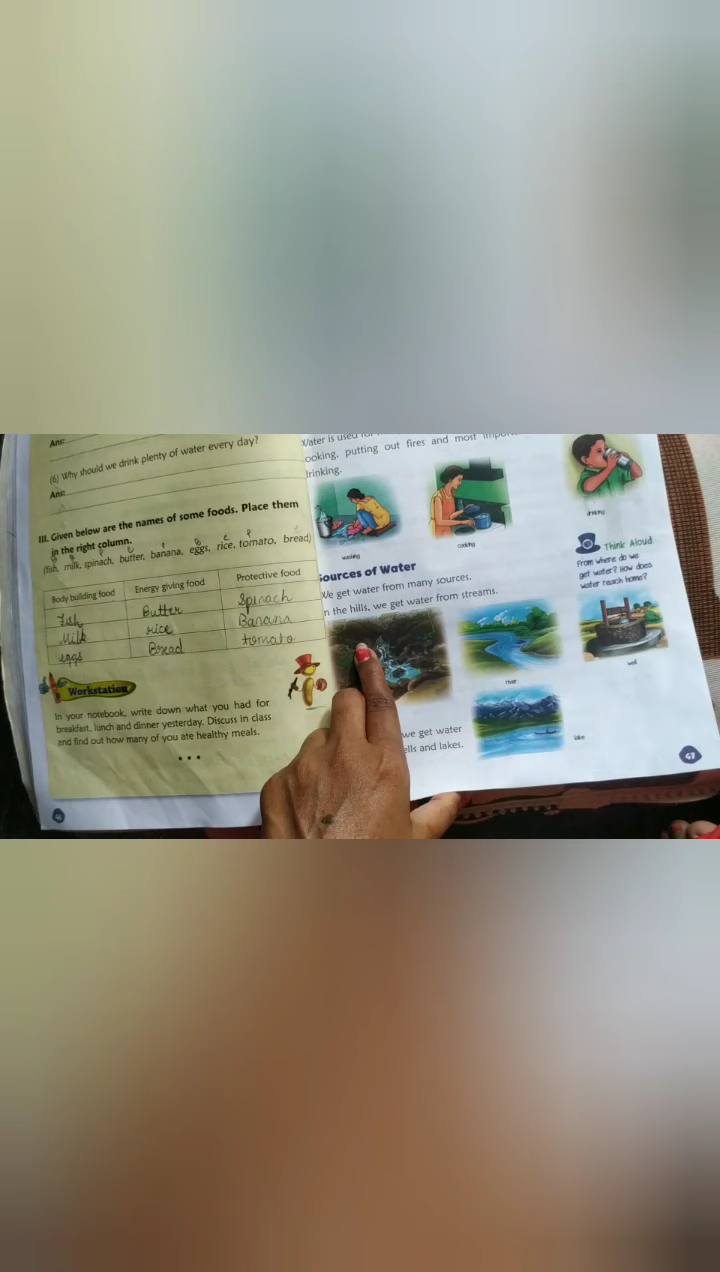 Ans:
(6) Why should we drink plenty of water every day?
Ans:
III. Given below are the names of some foods. Place them
in the right column.
(fish, milk, spinach, butter, banana, eggs, rice, tomato, bread)
Body building food Energy giving food Protective food
Fish Butter Spinach
Milk rice Banana
eggs Bread tomato
Workstation
In your notebook, write down what you had for
breakfast, lunch and dinner yesterday. Discuss in class
and find out how many of you ate healthy meals.
46
Water is used for
cooking, putting out fires and most
drinking.
washing
cooking
drinking
Sources of Water
We get water from many sources.
In the hills, we get water from streams.
Think Aloud
From where do we
get water? How does
water reach home?
river
well
we get water
wells and lakes.
lake
47